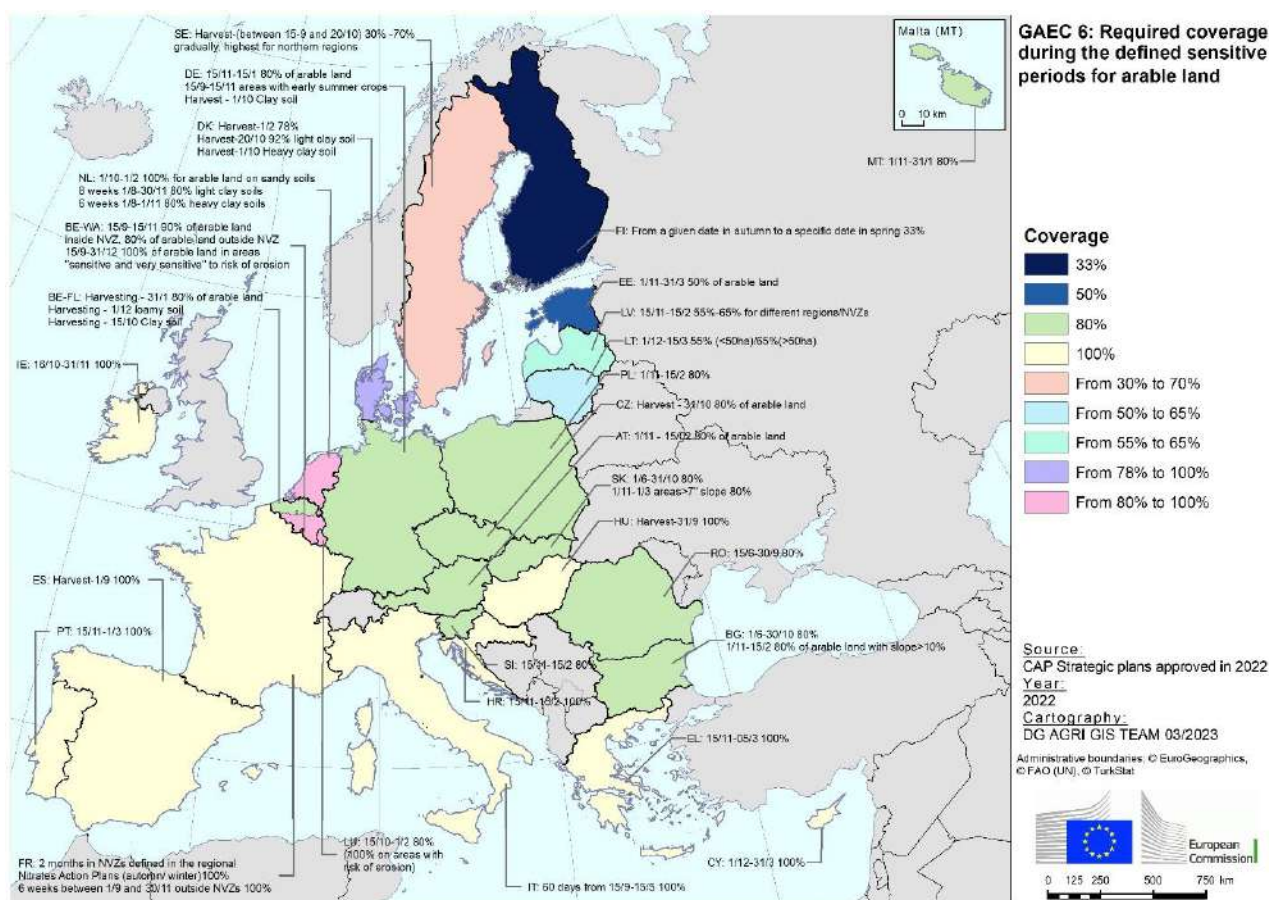 SE: Harvest-(between 15-9 and 20/10) 30% -70%
gradually, highest for northern regions
DE: 15/11-15/1 80% of arable land
15/9-15/11 areas with early summer crops
Harvest - 1/10 Clay soil
DK: Harvest-1/2 78%
Harvest-20/10 92% light clay soil
Harvest-1/10 Heavy clay soil
NL: 1/10-1/2 100% for arable land on sandy soils
8 weeks 1/8-30/11 80% light clay soils
6 weeks 1/8-1/11 80% heavy clay soils
BE-WA: 15/9-15/11 90% of arable land
inside NVZ, 80% of arable land outside NVZ
15/9-31/12 100% of arable land in areas
"sensitive and very sensitive" to risk of erosion
BE-FL: Harvesting - 31/1 80% of arable land
Harvesting - 1/12 loamy soil
Harvesting - 15/10 Clay soil
IE: 16/10-31/11 100%
ES: Harvest-1/9 100%
PT: 15/11-1/3 100%
FR: 2 months in NVZs defined in the regional
Nitrates Action Plans (automn/ winter)100%
6 weeks between 1/9 and 30/11 outside NVZs 100%
LU: 15/10-1/2 80%
(100% on areas with
risk of erosion)
IT: 60 days from 15/9-15/5 100%
SI: 15/11-15/2 80%
HR: 15/11-15/2-100%
FI: From a given date in autumn to a specific date in spring 33%
EE: 1/11-31/3 50% of arable land
LV: 15/11-15/2 55%-65% for different regions/NVZs
LT: 1/12-15/3 55% (<50ha)/65%(>50ha)
PL: 1/11-15/2 80%
CZ: Harvest - 31/10 80% of arable land
AT: 1/11 - 15/02 80% of arable land
SK: 1/6-31/10 80%
1/11-1/3 areas>7° slope 80%
HU: Harvest-31/9 100%
RO: 15/6-30/9 80%
BG: 1/6-30/10 80%
1/11-15/2 80% of arable land with slope>10%
EL: 15/11-05/3 100%
CY: 1/12-31/3 100%
Malta (MT)
0 10 km
MT: 1/11-31/1 80%
GAEC 6: Required coverage
during the defined sensitive
periods for arable land
Coverage
33%
50%
80%
100%
From 30% to 70%
From 50% to 65%
From 55% to 65%
From 78% to 100%
From 80% to 100%
Source:
CAP Strategic plans approved in 2022
Year:
2022
Cartography:
DG AGRI GIS TEAM 03/2023
Administrative boundaries: © EuroGeographics,
© FAO (UN), © TurkStat
European
Commission
0 125 250 500 750 km